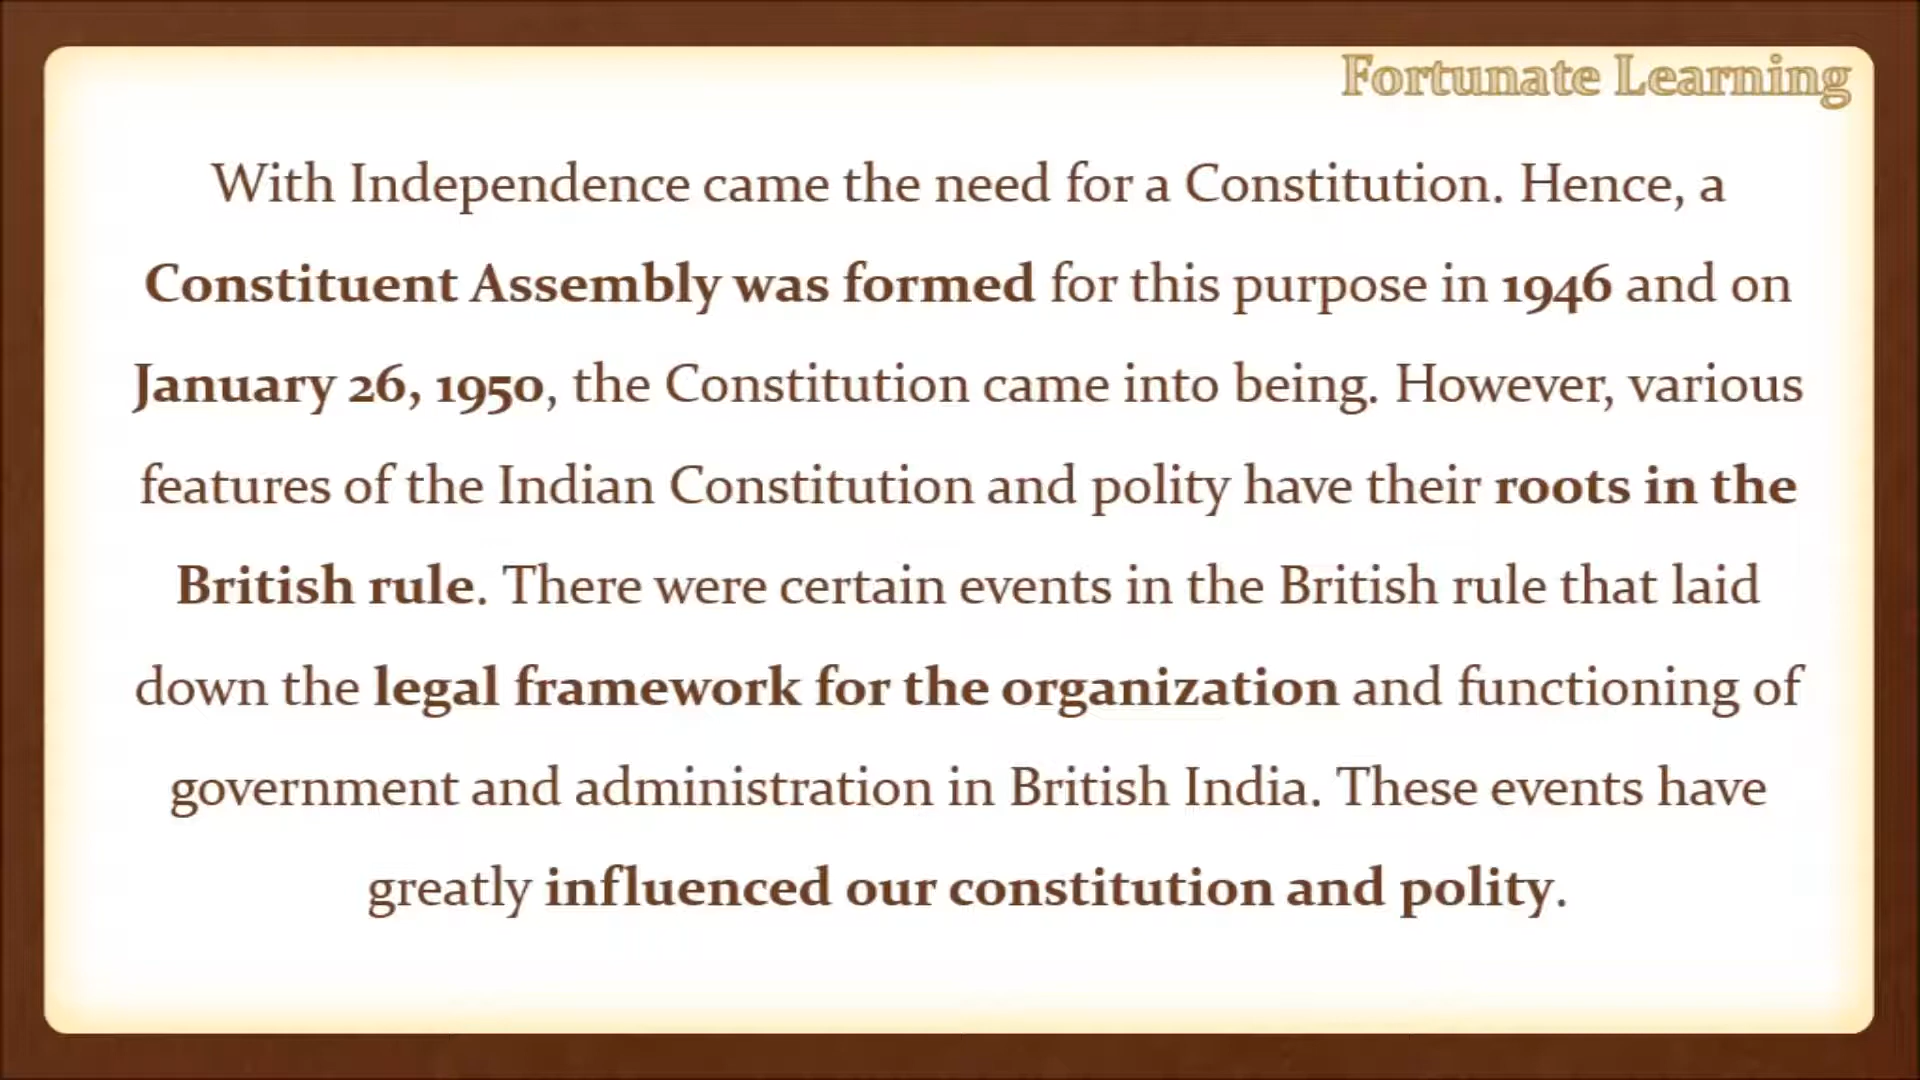 Fortunate Learning
With Independence came the need for a Constitution. Hence, a
Constituent Assembly was formed for this purpose in 1946 and on
January 26, 1950, the Constitution came into being. However, various
features of the Indian Constitution and polity have their roots in the
British rule. There were certain events in the British rule that laid
down the legal framework for the organization and functioning of
government and administration in British India. These events have
greatly influenced our constitution and polity.